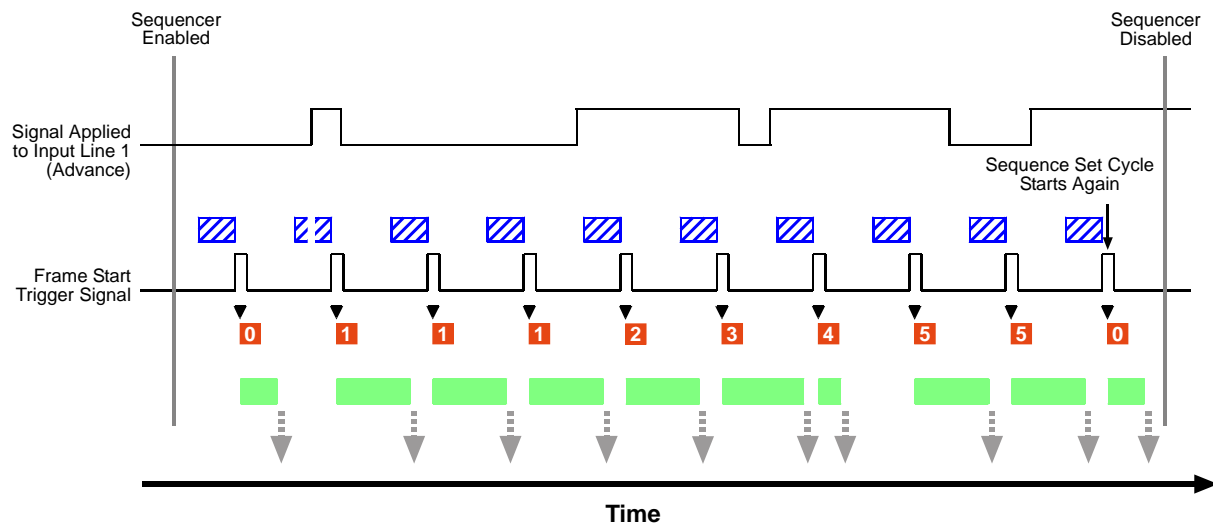 Sequencer
Enabled
Sequencer
Disabled
Signal Applied
to Input Line 1
(Advance)
Sequence Set Cycle
Starts Again
Frame Start
Trigger Signal
0 1 1 1 2 3 4 5 5 0
Time